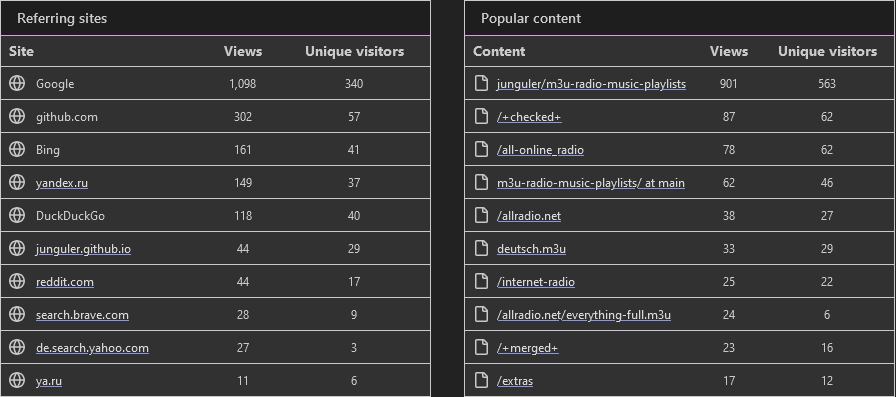 Referring sites
Site Views Unique visitors
Google 1,098 340
github.com 302 57
Bing 161 41
yandex.ru 149 37
DuckDuckGo 118 40
junguler.github.io 44 29
reddit.com 44 17
search.brave.com 28 9
de.search.yahoo.com 27 3
ya.ru 11 6
Popular content
Content Views Unique visitors
junguler/m3u-radio-music-playlists 901 563
/+checked+ 87 62
/all-online_radio 78 62
m3u-radio-music-playlists/ at main 62 46
/allradio.net 38 27
deutsch.m3u 33 29
/internet-radio 25 22
/allradio.net/everything-full.m3u 24 6
/+merged+ 23 16
/extras 17 12